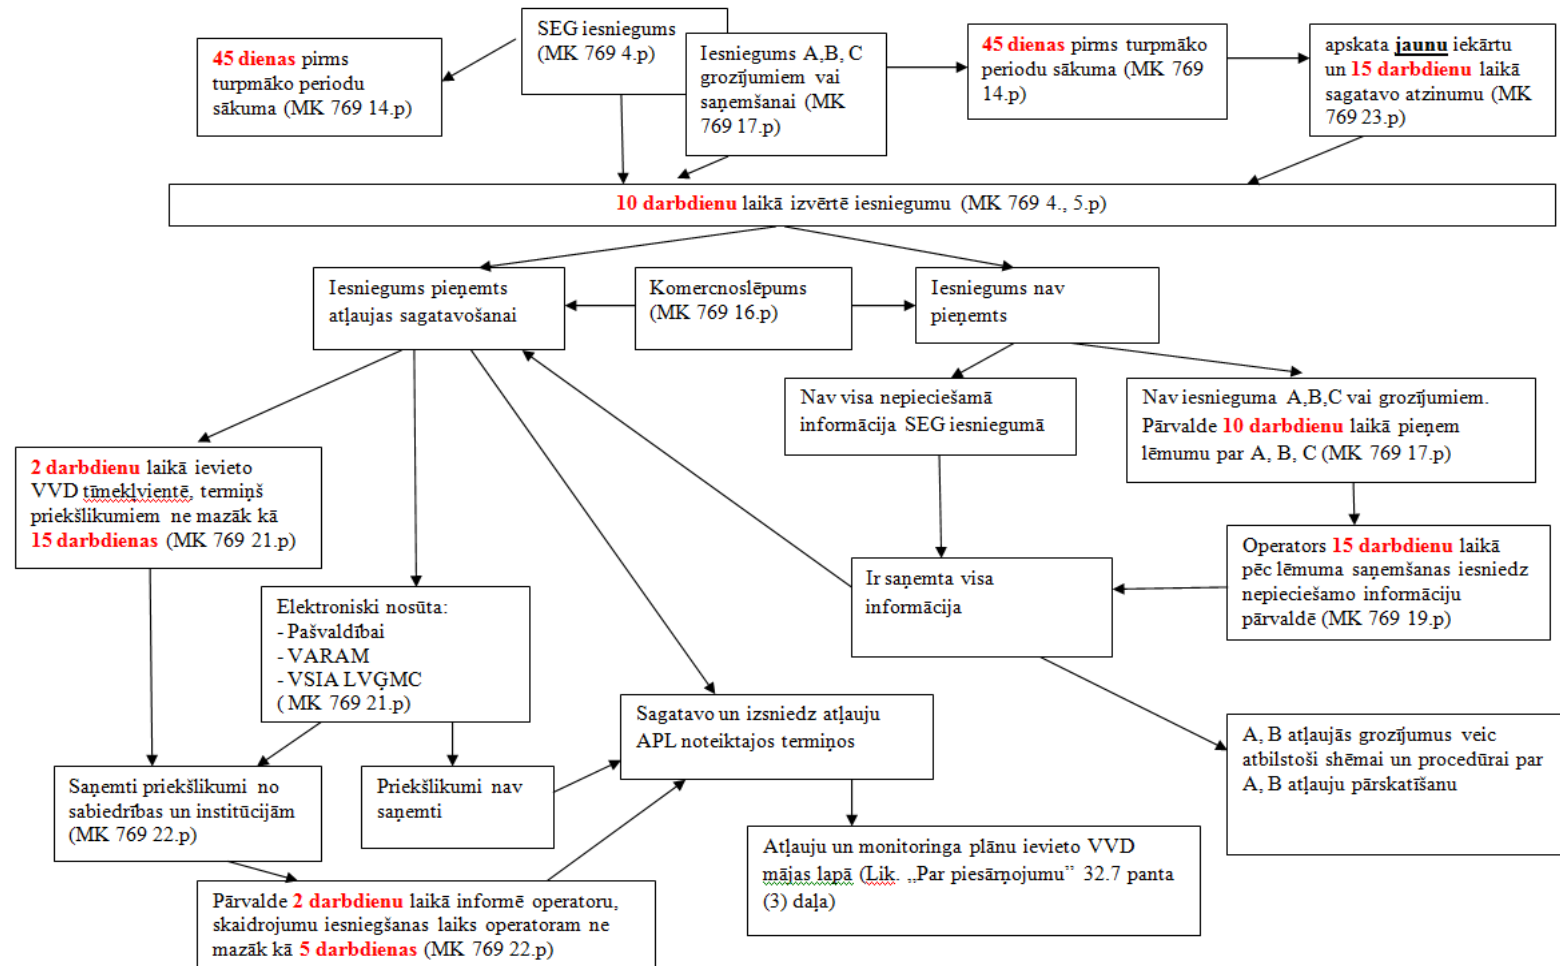 SEG iesniegums
(MK 769 4.p)
45 dienas pirms
turpmāko periodu
sākuma (MK 769 14.p)
Iesniegums A,B, C
grozījumiem vai
saņemšanai (MK
769 17.p)
45 dienas pirms turpmāko
periodu sākuma (MK 769
14.p)
apskata jaunu iekārtu
un 15 darbdienu laikā
sagatavo atzinumu (MK
769 23.p)
10 darbdienu laikā izvērtē iesniegumu (MK 769 4., 5.p)
Iesniegums pieņemts
atļaujas sagatavošanai
Komercnoslēpums
(MK 769 16.p)
Iesniegums nav
pieņemts
Nav visa nepieciešamā
informācija SEG iesniegumā
Nav iesnieguma A,B,C vai grozījumiem.
Pārvalde 10 darbdienu laikā pieņem
lēmumu par A, B, C (MK 769 17.p)
2 darbdienu laikā ievieto
VVD tīmekļvientē, termiņš
priekšlikumiem ne mazāk kā
15 darbdienas (MK 769 21.p)
Operators 15 darbdienu laikā
pēc lēmuma saņemšanas iesniedz
nepieciešamo informāciju
pārvaldē (MK 769 19.p)
Ir saņemta visa
informācija
Elektroniski nosūta:
- Pašvaldībai
- VARAM
- VSIA LVĢMC
( MK 769 21.p)
Sagatavo un izsniedz atļauju
APL noteiktajos termiņos
A, B atļaujās grozījumus veic
atbilstoši shēmai un procedūrai par
A, B atļauju pārskatīšanu
Saņemti priekšlikumi no
sabiedrības un institūcijām
(MK 769 22.p)
Priekšlikumi nav
saņemti
Atļauju un monitoringa plānu ievieto VVD
mājas lapā (Lik. „Par piesārņojumu” 32.7 panta
(3) daļa)
Pārvalde 2 darbdienu laikā informē operatoru,
skaidrojumu iesniegšanas laiks operatoram ne
mazāk kā 5 darbdienas (MK 769 22.p)